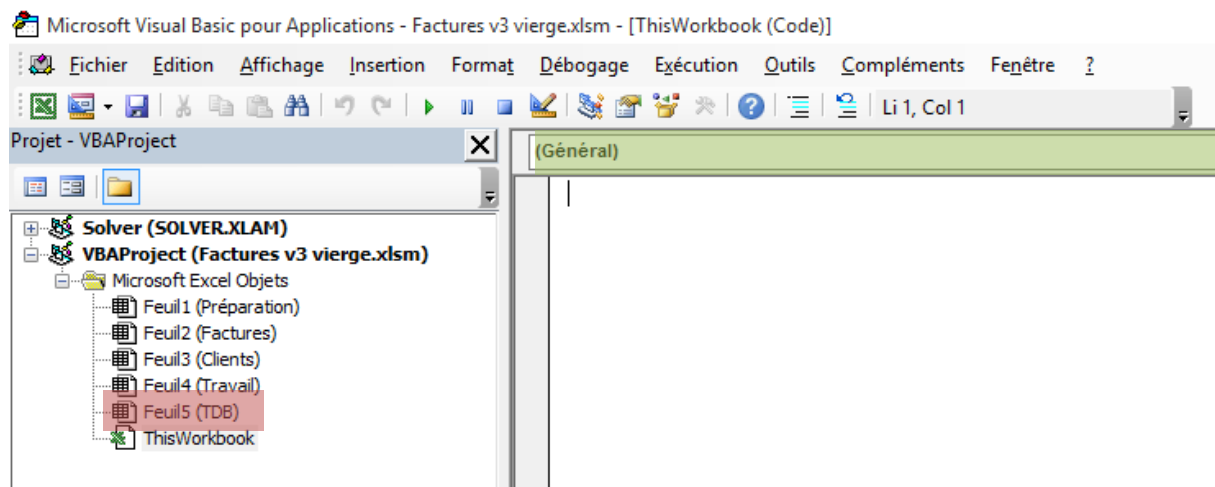 Microsoft Visual Basic pour Applications - Factures v3 vierge.xlsm - [ThisWorkbook (Code)]
Fichier Edition Affichage Insertion Format Débogage Exécution Outils Compléments Fenêtre ?
Li 1, Col 1
Projet - VBAProject
(Général)
Solver (SOLVER.XLAM)
VBAProject (Factures v3 vierge.xlsm)
Microsoft Excel Objets
Feuil1 (Préparation)
Feuil2 (Factures)
Feuil3 (Clients)
Feuil4 (Travail)
Feuil5 (TDB)
ThisWorkbook